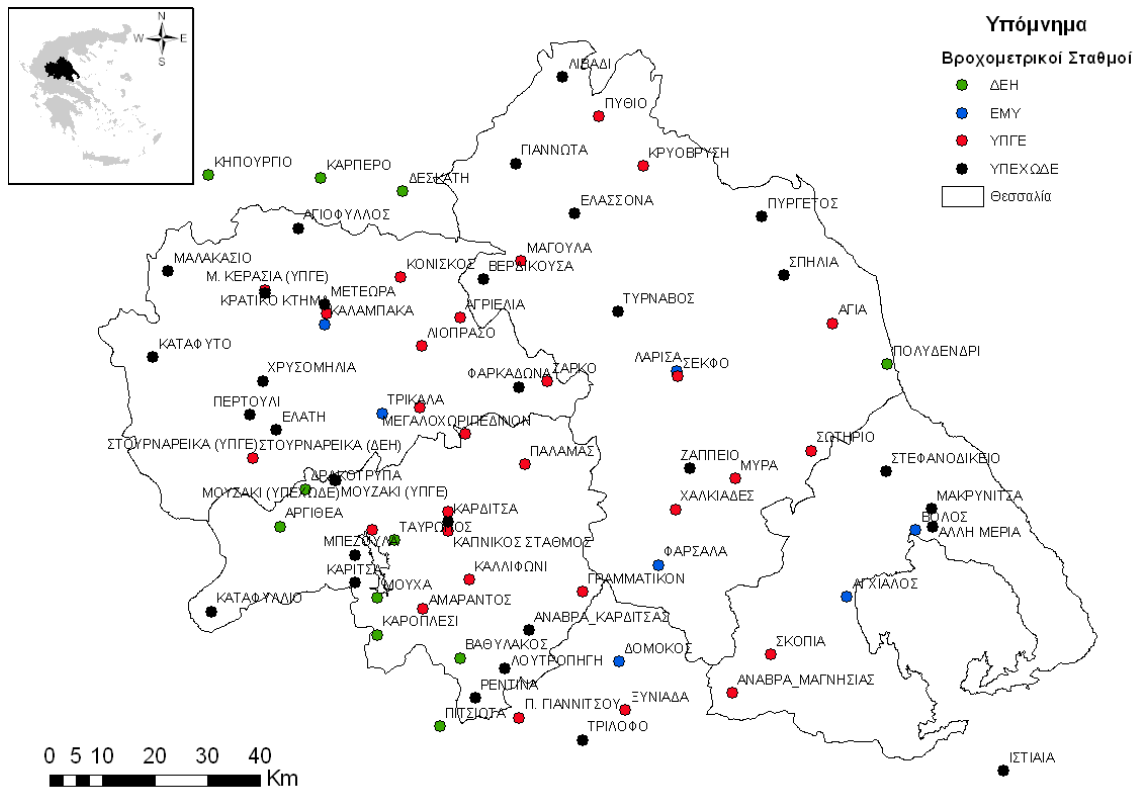 N
W E
S
Υπόμνημα
Βροχομετρικοί Σταθμοί
ΔΕΗ
ΕΜΥ
ΥΠΓΕ
ΥΠΕΧΩΔΕ
Θεσσαλία
ΛΙΒΑΔΙ
ΠΥΘΙΟ
ΓΙΑΝΝΩΤΑ
ΚΡΥΟΒΡΥΣΗ
ΚΗΠΟΥΡΓΙΟ
ΚΑΡΠΕΡΟ
ΔΕΣΚΑΤΗ
ΕΛΑΣΣΟΝΑ
ΠΥΡΓΕΤΟΣ
ΑΓΙΟΦΥΛΛΟΣ
ΜΑΓΟΥΛΑ
ΜΑΛΑΚΑΣΙΟ
ΚΟΝΙΣΚΟΣ
ΒΕΡΔΙΚΟΥΣΑ
ΣΠΗΛΙΑ
Μ. ΚΕΡΑΣΙΑ (ΥΠΓΕ)
ΚΡΑΤΙΚΟ ΚΤΗΜΑ
ΜΕΤΕΩΡΑ
ΚΑΛΑΜΠΑΚΑ
ΑΓΡΙΕΛΙΑ
ΤΥΡΝΑΒΟΣ
ΑΓΙΑ
ΛΙΟΠΡΑΣΟ
ΚΑΤΑΦΥΤΟ
ΛΑΡΙΣΑ
ΣΕΚΦΟ
ΠΟΛΥΔΕΝΔΡΙ
ΧΡΥΣΟΜΗΛΙΑ
ΦΑΡΚΑΔΩΝΑ
ΖΑΡΚΟ
ΠΕΡΤΟΥΛΙ
ΕΛΑΤΗ
ΤΡΙΚΑΛΑ
ΜΕΓΑΛΟΧΩΡΙ
ΠΕΔΙΝΟΝ
ΣΤΟΥΡΝΑΡΕΙΚΑ (ΥΠΓΕ)
ΣΤΟΥΡΝΑΡΕΙΚΑ (ΔΕΗ)
ΣΩΤΗΡΙΟ
ΠΑΛΑΜΑΣ
ΖΑΠΠΕΙΟ
ΜΥΡΑ
ΣΤΕΦΑΝΟΔΙΚΕΙΟ
ΔΡΑΚΟΤΡΥΠΑ
ΜΟΥΣΑΚΙ (ΥΠΕΧΩΔΕ)
ΜΟΥΖΑΚΙ (ΥΠΓΕ)
ΧΑΛΚΙΑΔΕΣ
ΜΑΚΡΥΝΙΤΣΑ
ΑΡΓΙΘΕΑ
ΚΑΡΔΙΤΣΑ
ΒΟΛΟΣ
ΑΛΛΗ ΜΕΡΙΑ
ΤΑΥΡΩΠΟΣ
ΜΠΕΖΟΥΛΑ
ΚΑΠΝΙΚΟΣ ΣΤΑΘΜΟΣ
ΦΑΡΣΑΛΑ
ΚΑΡΙΤΣΑ
ΚΑΛΛΙΦΩΝΙ
ΓΡΑΜΜΑΤΙΚΟΝ
ΑΓΧΙΑΛΟΣ
ΜΟΥΧΑ
ΚΑΤΑΦΥΛΛΙΟ
ΑΜΑΡΑΝΤΟΣ
ΚΑΡΟΠΛΕΣΙ
ΑΝΑΒΡΑ_ΚΑΡΔΙΤΣΑΣ
ΒΑΘΥΛΑΚΟΣ
ΛΟΥΤΡΟΠΗΓΗ
ΔΟΜΟΚΟΣ
ΣΚΟΠΙΑ
ΡΕΝΤΙΝΑ
ΑΝΑΒΡΑ_ΜΑΓΝΗΣΙΑΣ
ΠΙΤΣΙΩΤΑ
Π. ΓΙΑΝΝΙΤΣΟΥ
ΞΥΝΙΑΔΑ
ΤΡΙΛΟΦΟ
ΙΣΤΙΑΙΑ
0 5 10 20 30 40
Km